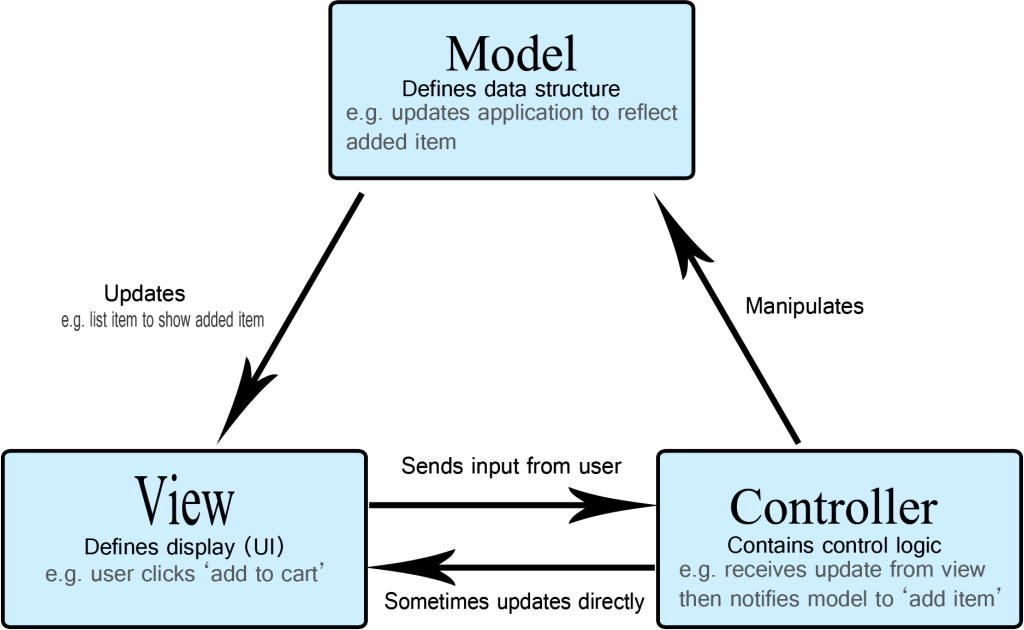 Model
Defines data structure
e.g. updates application to reflect
added item
Updates
e.g. list item to show added item
Manipulates
View
Defines display (UI)
e.g. user clicks ‘add to cart’
Sends input from user
Sometimes updates directly
Controller
Contains control logic
e.g. receives update from view
then notifies model to ‘add item’